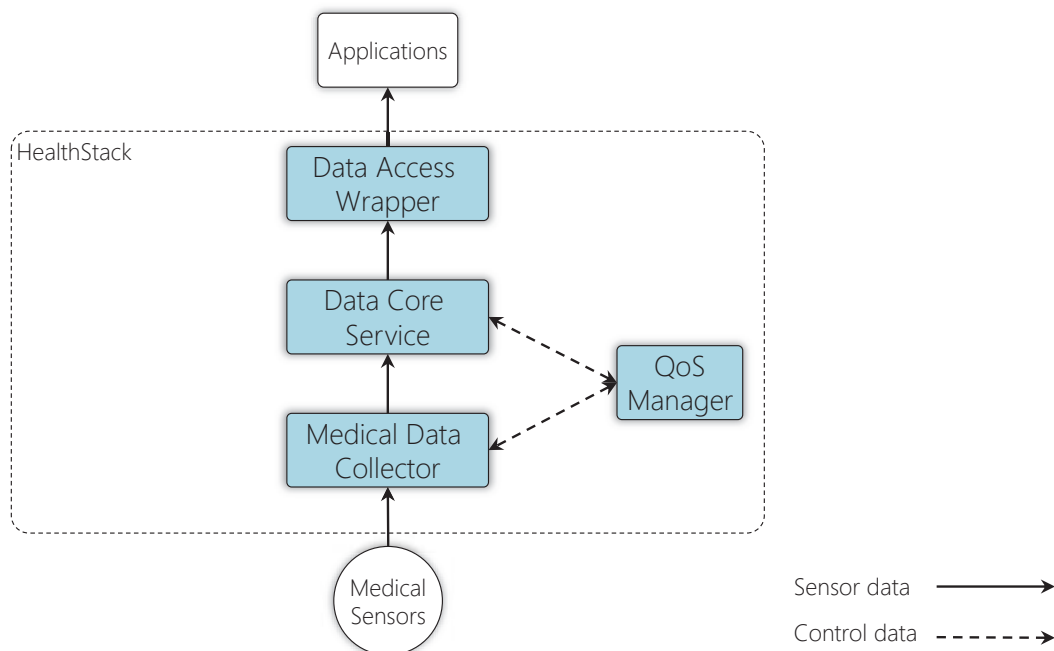 Applications
HealthStack
Data Access
Wrapper
Data Core
Service
QoS
Manager
Medical Data
Collector
Medical
Sensors
Sensor data
Control data